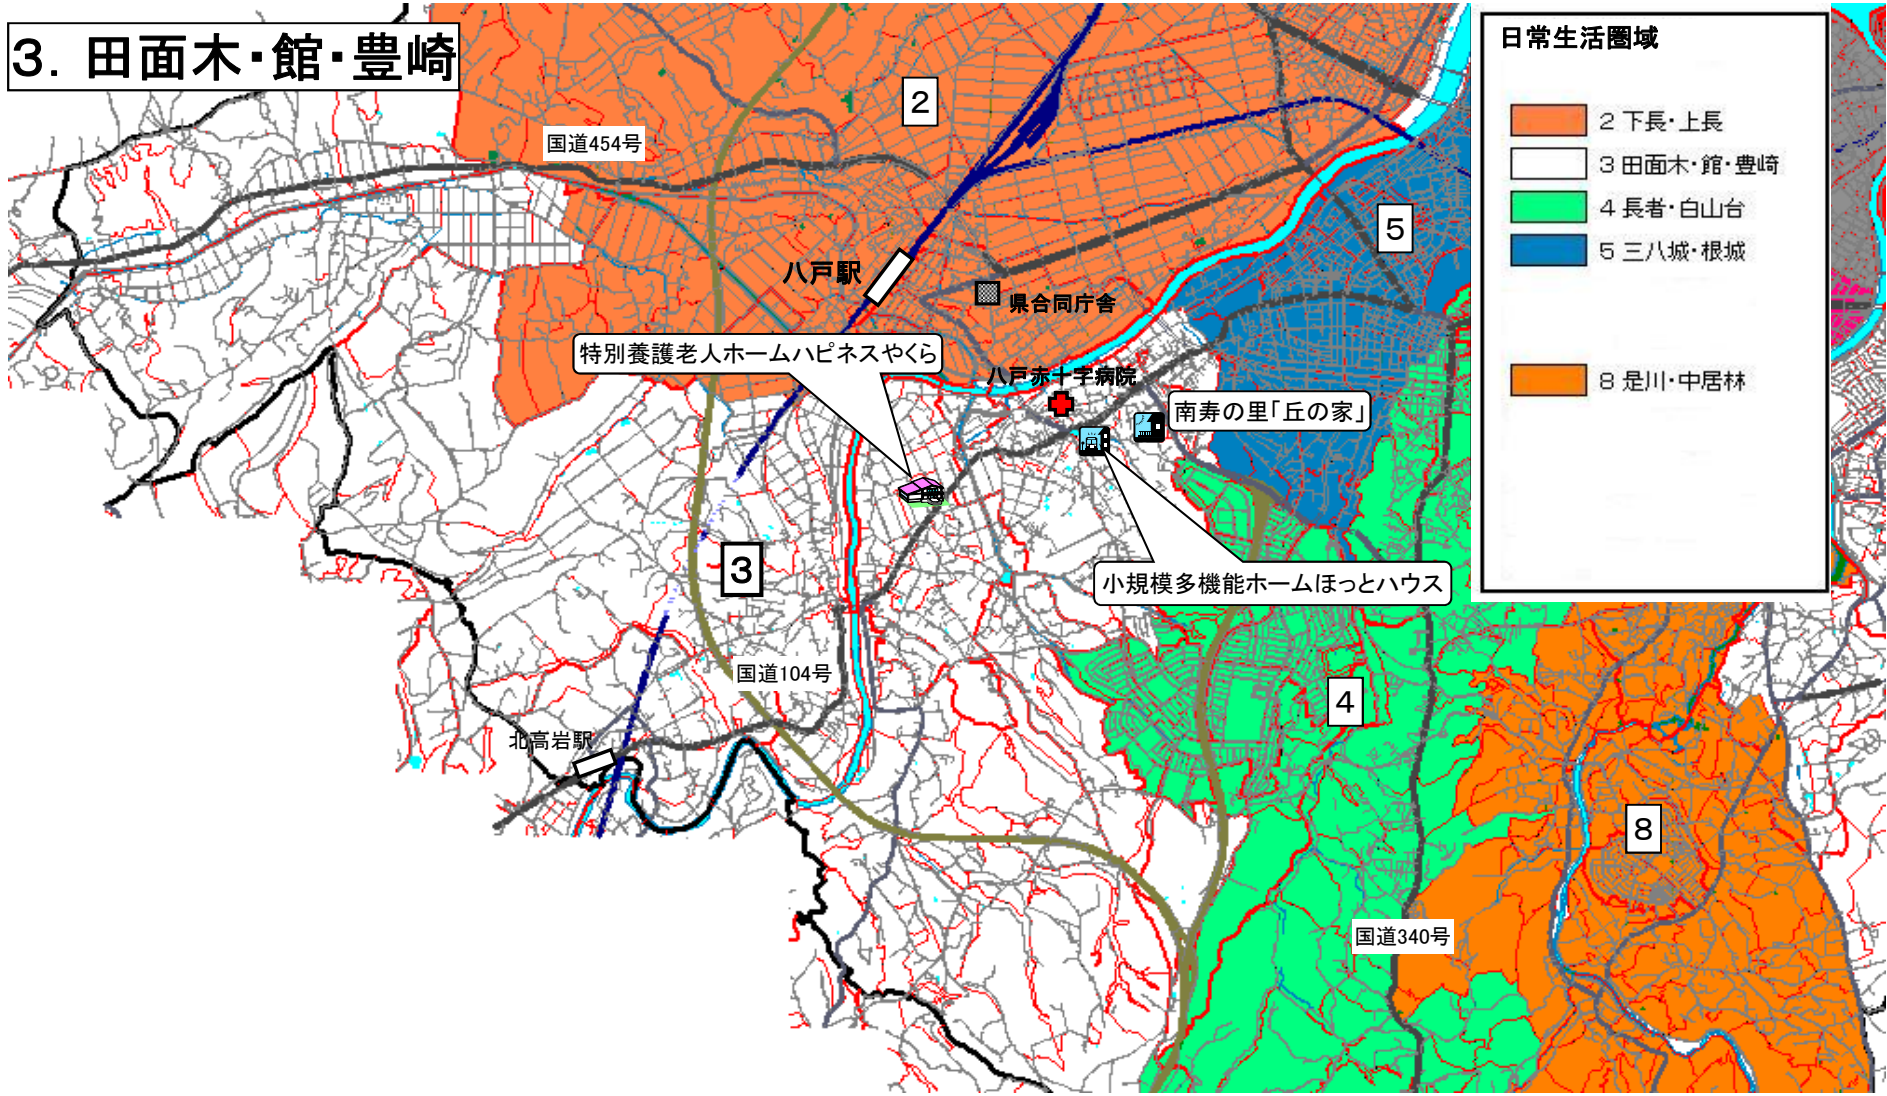 3. 田面木・館・豊崎
日常生活圏域
2 下長・上長
3 田面木・館・豊崎
4 長者・白山台
5 三八城・根城
8 是川・中居林
2
国道454号
5
八戸駅
県合同庁舎
特別養護老人ホームハピネスやくら
八戸赤十字病院
南寿の里「丘の家」
3
小規模多機能ホームほっとハウス
国道104号
4
北高岩駅
8
国道340号